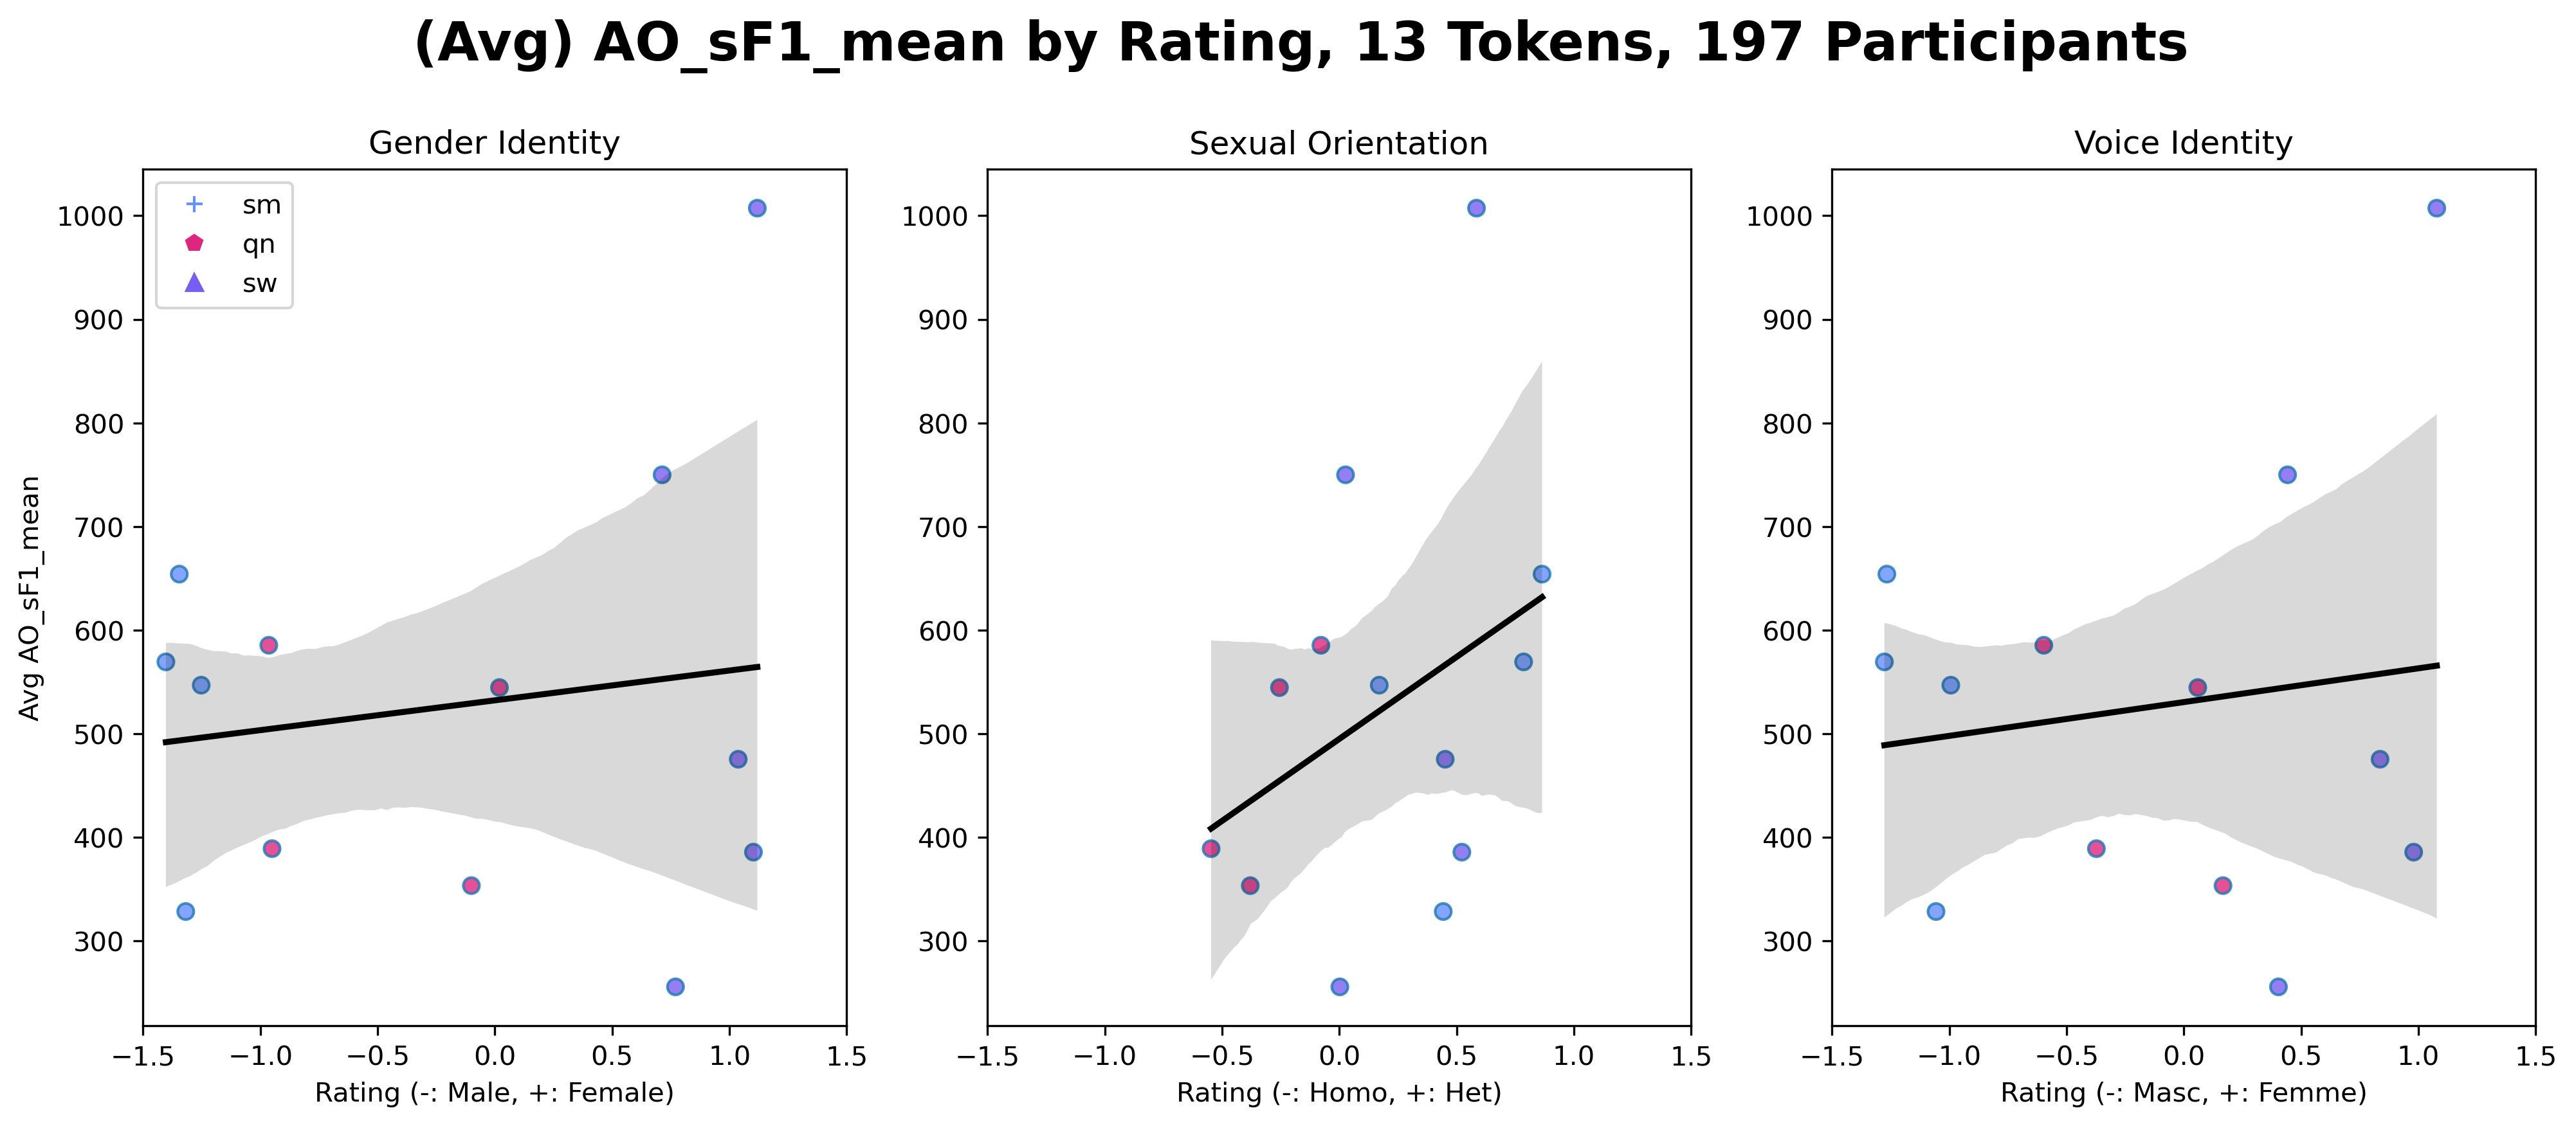 (Avg) AO_sF1_mean by Rating, 13 Tokens, 197 Participants
Gender Identity
Sexual Orientation
Voice Identity
sm
qn
sw
Avg AO_sF1_mean
1000
900
800
700
600
500
400
300
−1.5 −1.0 −0.5 0.0 0.5 1.0 1.5
Rating (-: Male, +: Female)
1000
900
800
700
600
500
400
300
−1.5 −1.0 −0.5 0.0 0.5 1.0 1.5
Rating (-: Homo, +: Het)
1000
900
800
700
600
500
400
300
−1.5 −1.0 −0.5 0.0 0.5 1.0 1.5
Rating (-: Masc, +: Femme)